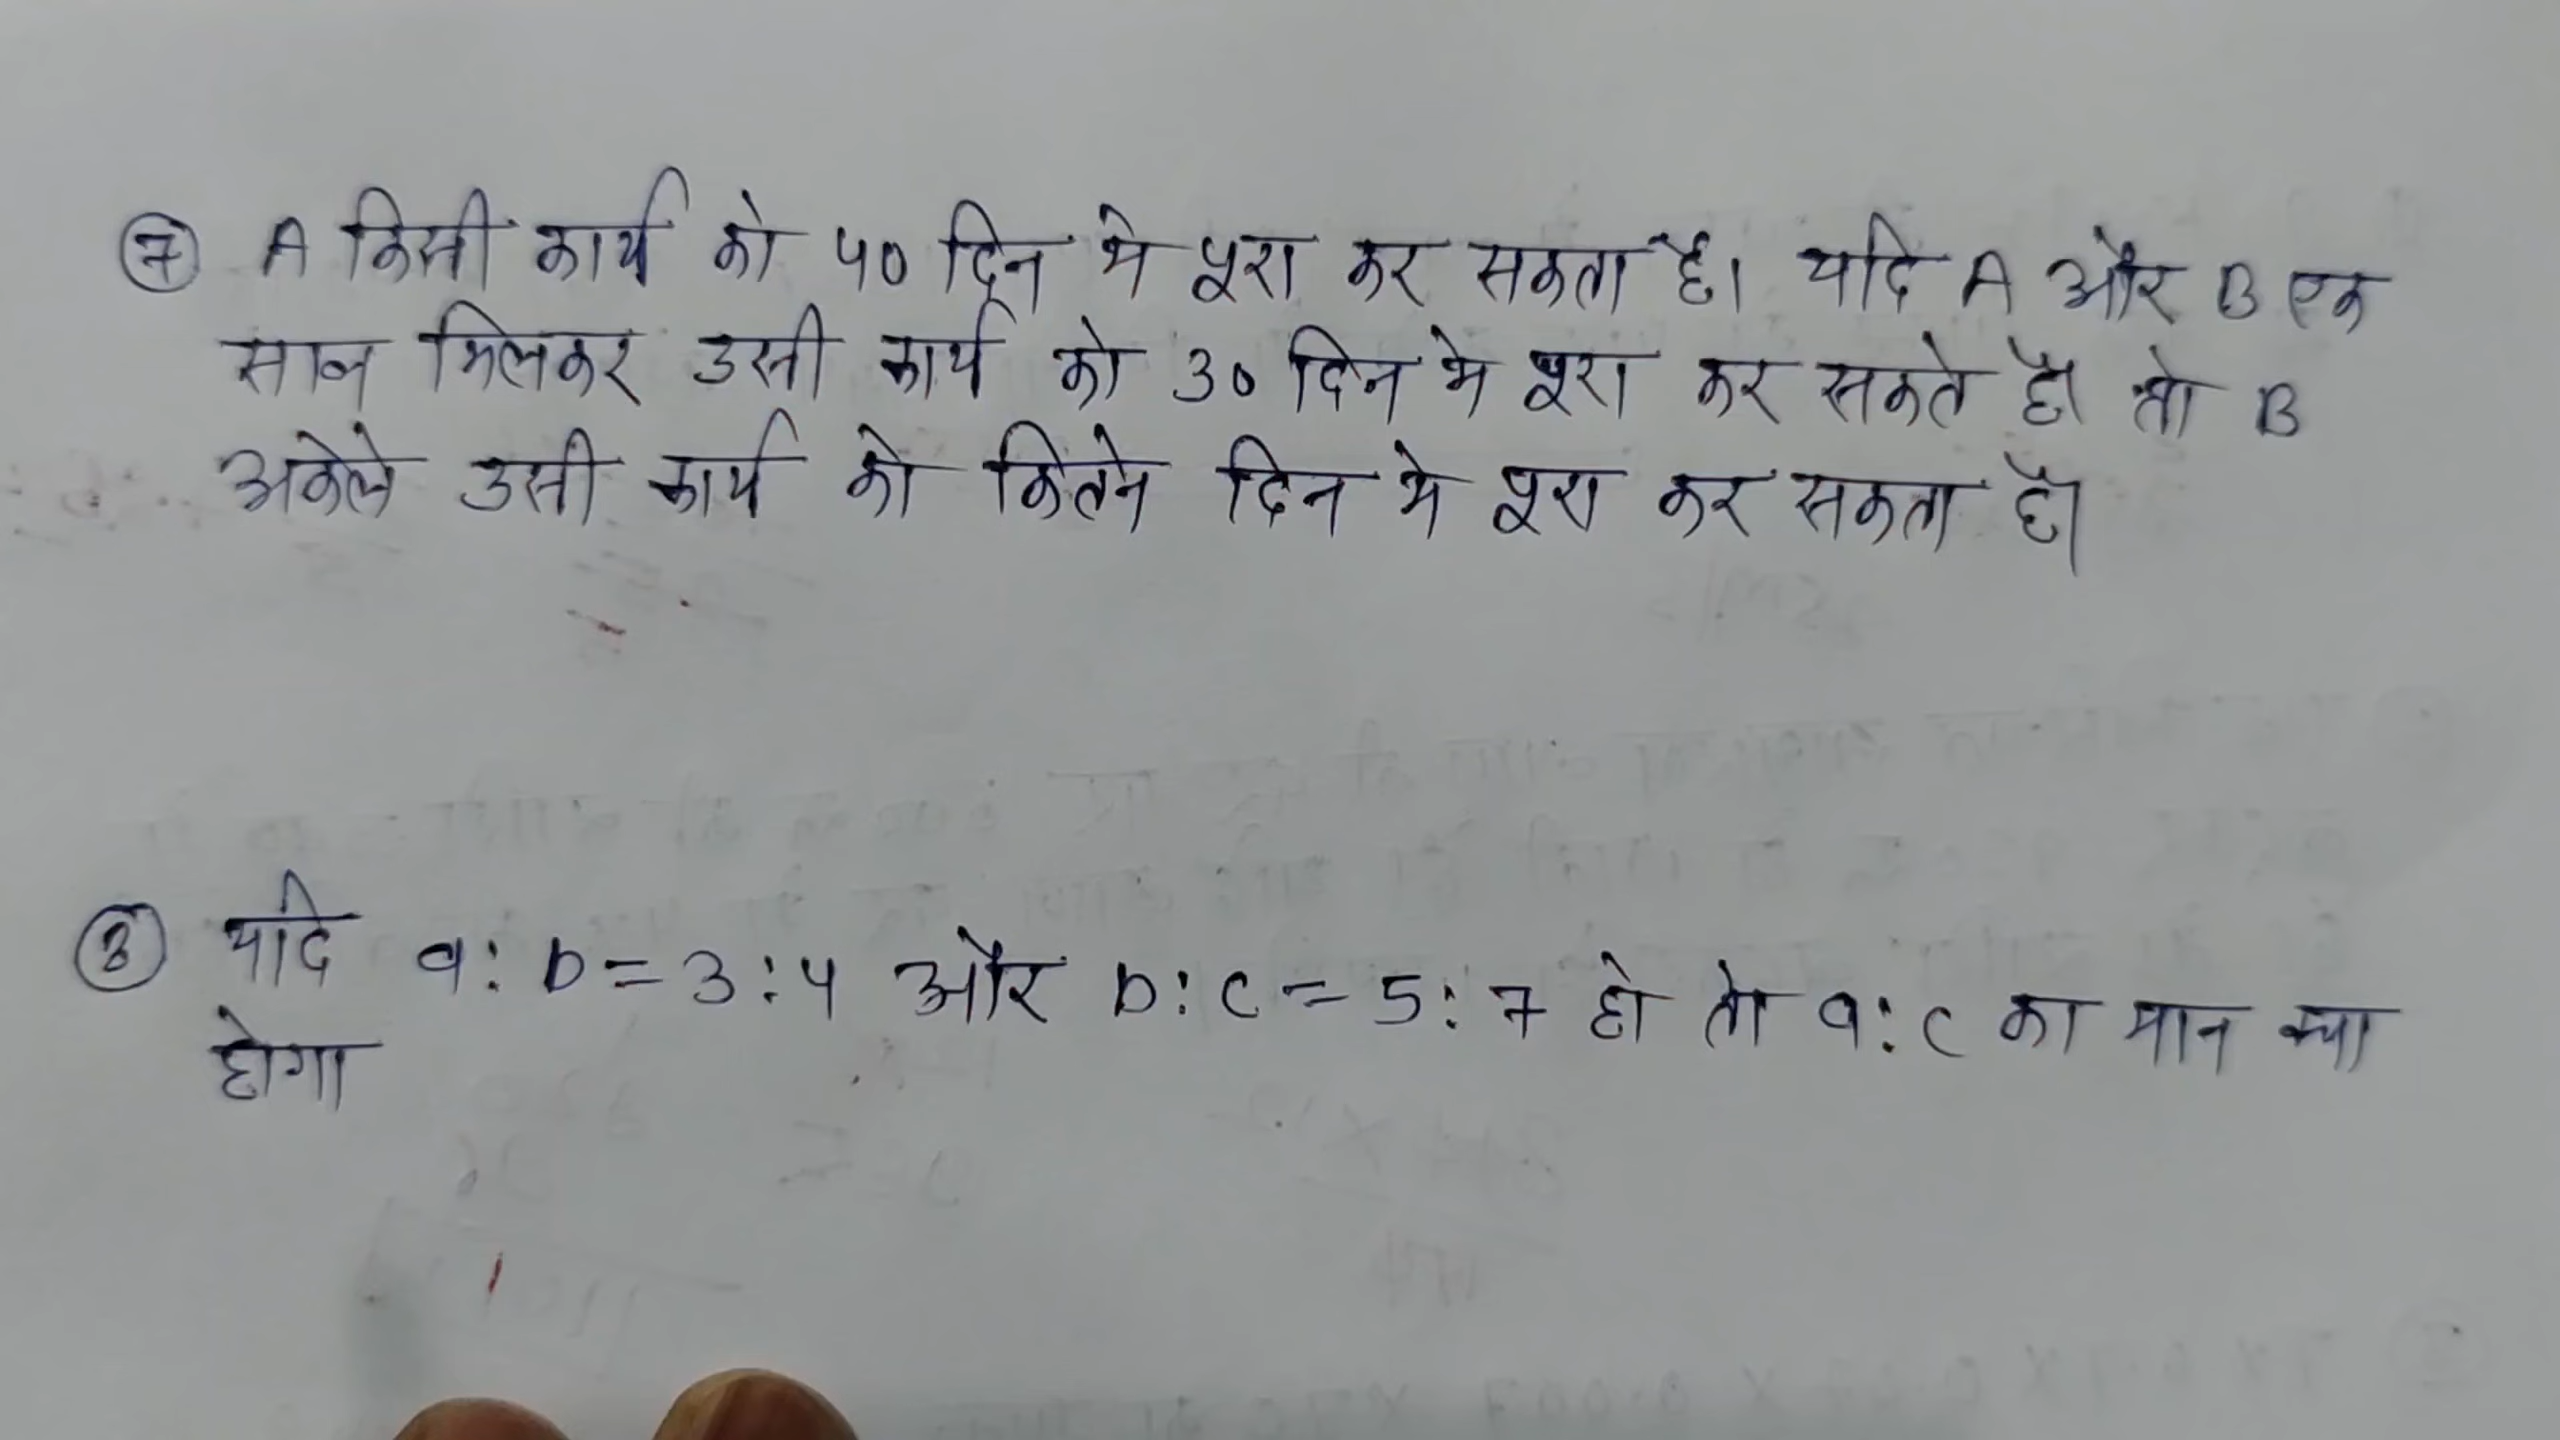 ⑦ A किसी कार्य को 40 दिन मे पूरा कर सकता है। यदि A और B एक
साथ मिलकर उसी कार्य को 30 दिन मे पूरा कर सकते है। तो B
अकेले उसी कार्य को कितने दिन मे पूरा कर सकता है।
⑧ यदि a : b = 3 : 4 और b : c = 5 : 7 हो तो a : c का मान क्या
होगा